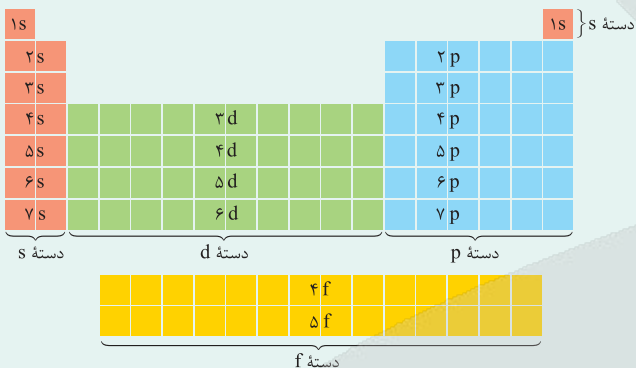 ۱s ۱s دستهٔ s
۲s ۲p
۳s ۳p
۴s ۳d ۴p
۵s ۴d ۵p
۶s ۵d ۶p
۷s ۶d ۷p
دستهٔ s دستهٔ d دستهٔ p
۴f
۵f
دستهٔ f